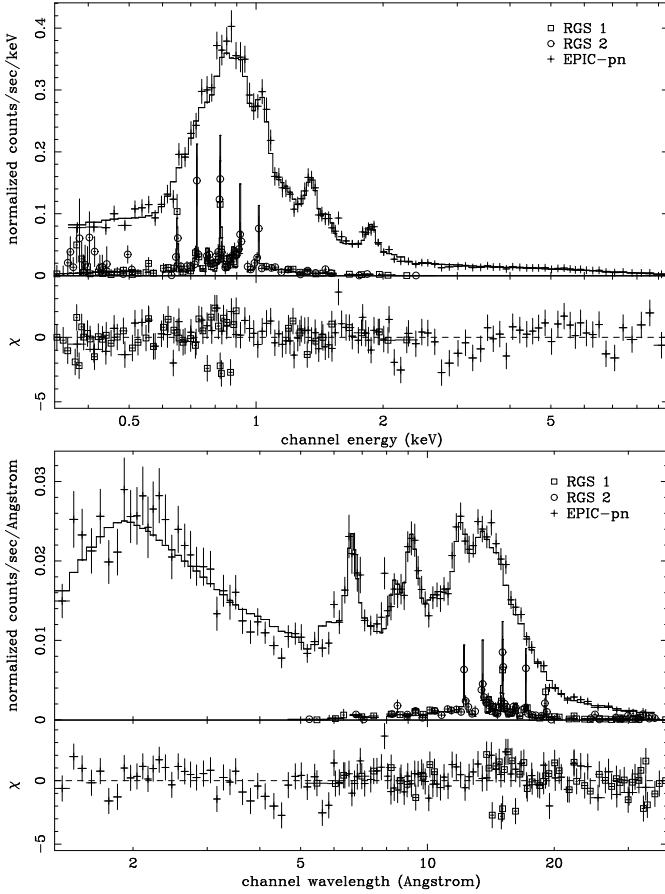 normalized counts/sec/keV
0.4
0.3
0.2
0.1
0
□ RGS 1
○ RGS 2
+ EPIC-pn
χ
0
−5
0.5 1 2 5
channel energy (keV)
normalized counts/sec/Angstrom
0.03
0.02
0.01
0
□ RGS 1
○ RGS 2
+ EPIC-pn
χ
0
−5
2 5 10 20
channel wavelength (Angstrom)